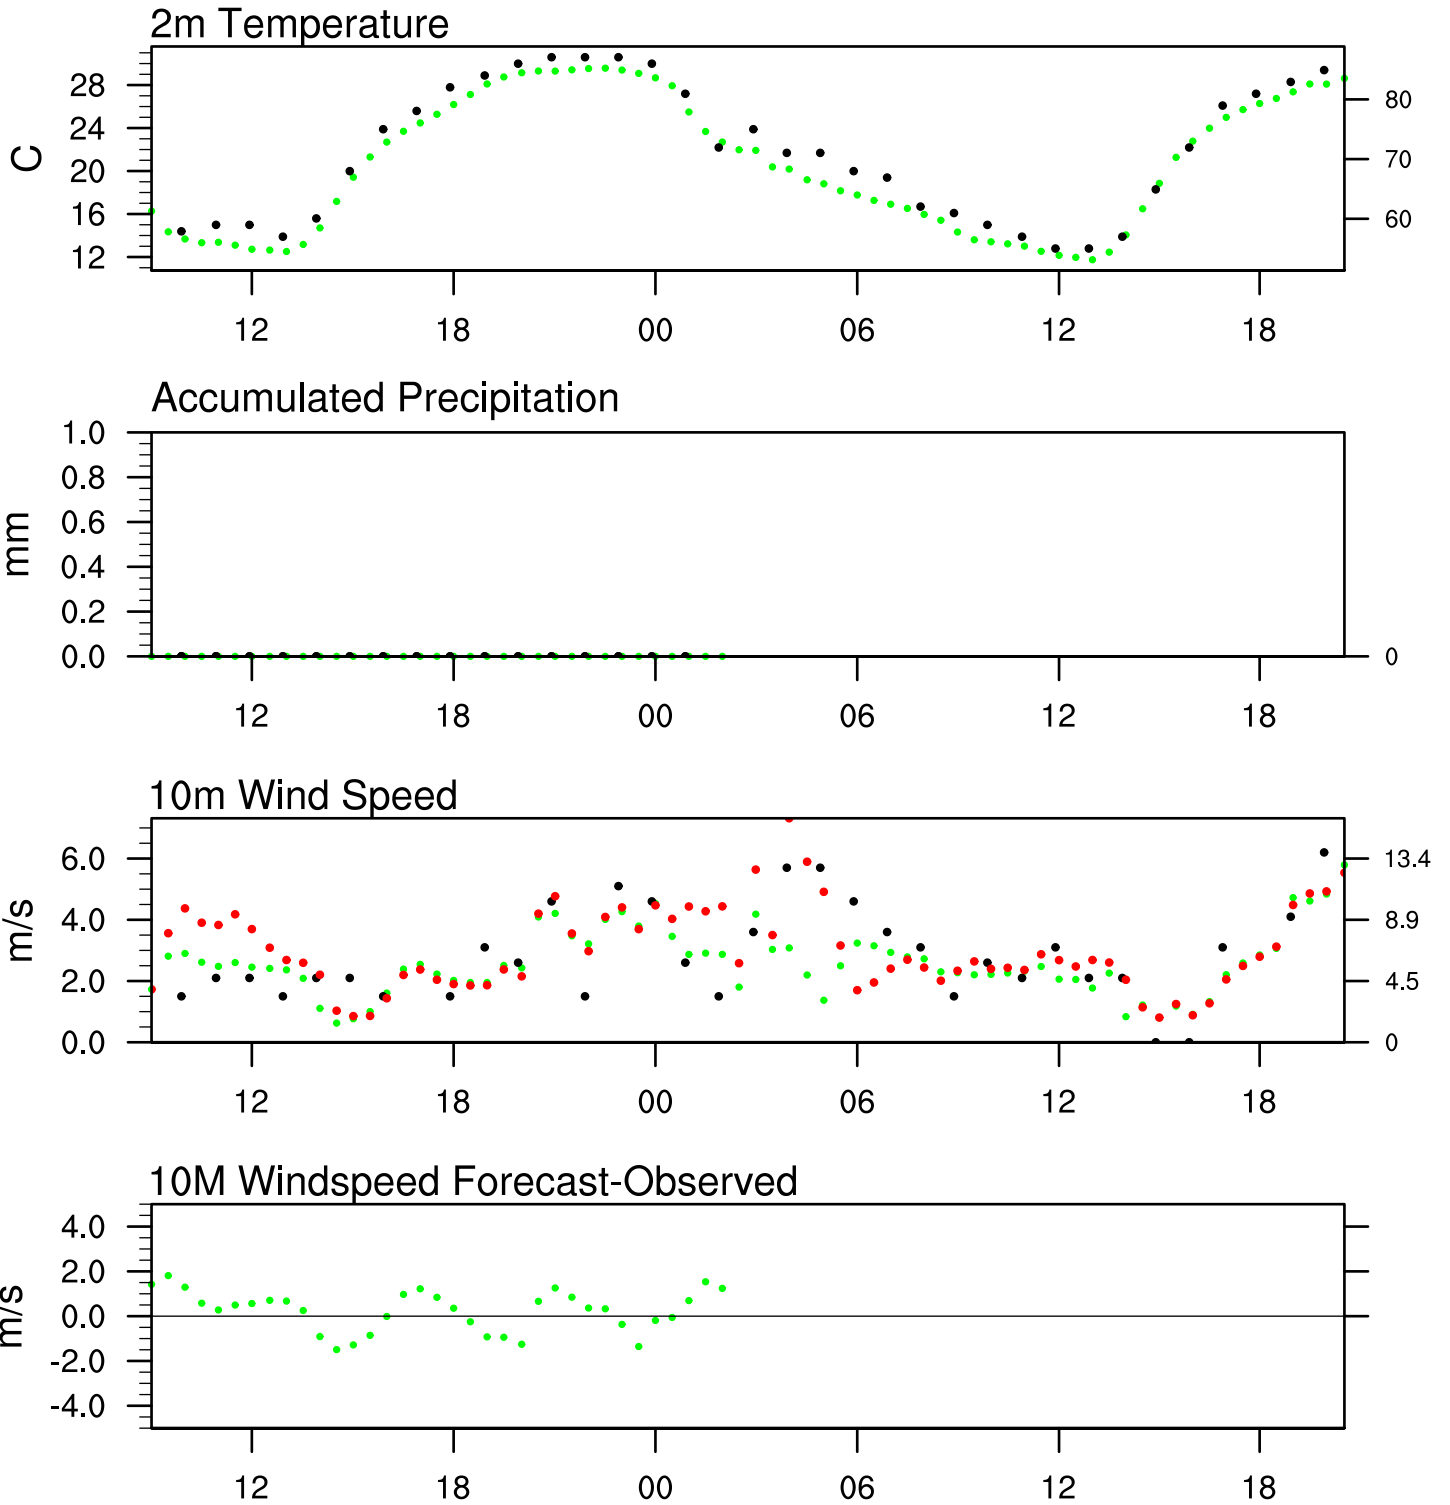 2m Temperature
28
24
20
16
12
C
80
70
60
12 18 00 06 12 18
Accumulated Precipitation
1.0
0.8
0.6
0.4
0.2
0.0
mm
0
12 18 00 06 12 18
10m Wind Speed
6.0
4.0
2.0
0.0
m/s
13.4
8.9
4.5
0
12 18 00 06 12 18
10M Windspeed Forecast-Observed
4.0
2.0
0.0
-2.0
-4.0
m/s
12 18 00 06 12 18